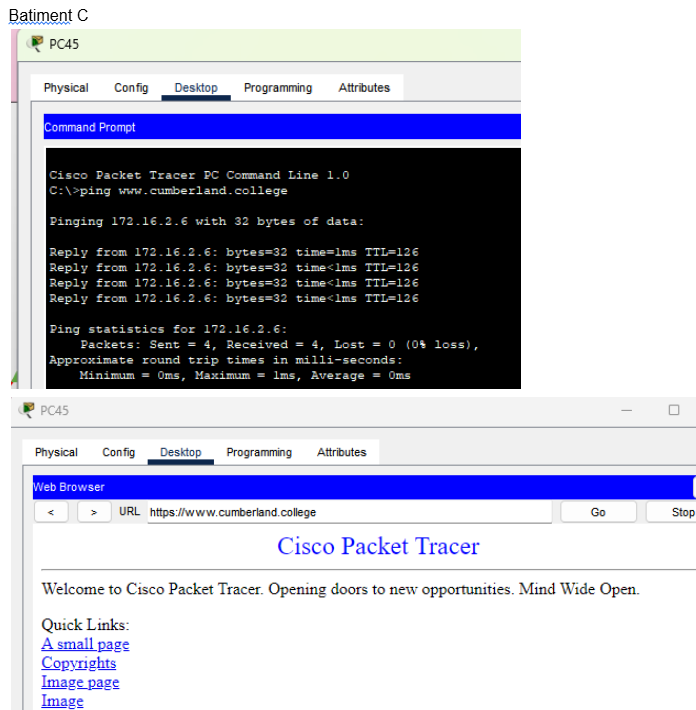 Batiment C
PC45
Physical Config Desktop Programming Attributes
Command Prompt
Cisco Packet Tracer PC Command Line 1.0
C:\>ping www.cumberland.college
Pinging 172.16.2.6 with 32 bytes of data:
Reply from 172.16.2.6: bytes=32 time=1ms TTL=126
Reply from 172.16.2.6: bytes=32 time<1ms TTL=126
Reply from 172.16.2.6: bytes=32 time<1ms TTL=126
Reply from 172.16.2.6: bytes=32 time<1ms TTL=126
Ping statistics for 172.16.2.6:
Packets: Sent = 4, Received = 4, Lost = 0 (0% loss),
Approximate round trip times in milli-seconds:
Minimum = 0ms, Maximum = 1ms, Average = 0ms
PC45
Physical Config Desktop Programming Attributes
Web Browser
< > URL https://www.cumberland.college Go Stop
Cisco Packet Tracer
Welcome to Cisco Packet Tracer. Opening doors to new opportunities. Mind Wide Open.
Quick Links:
A small page
Copyrights
Image page
Image